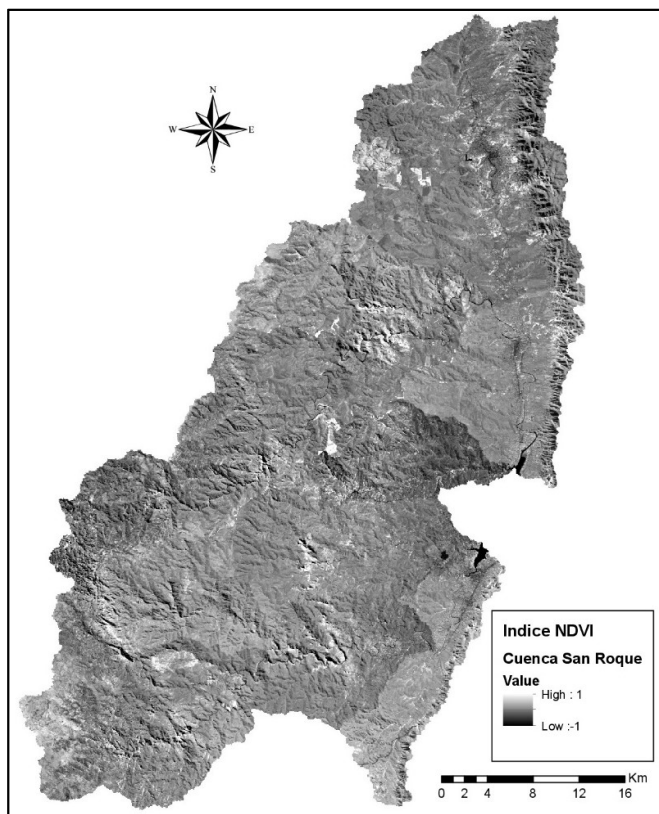 N
W E
S
Indice NDVI
Cuenca San Roque
Value
High : 1
Low :-1
Km
0 2 4 8 12 16